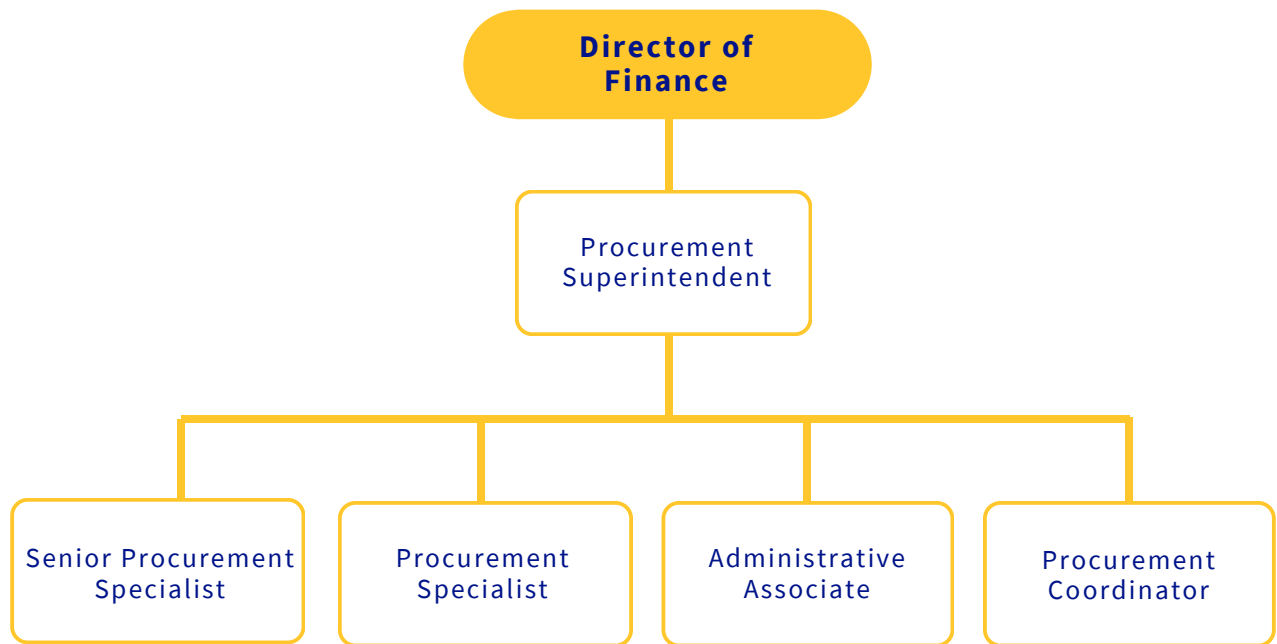 Director of
Finance
Procurement
Superintendent
Senior Procurement
Specialist
Procurement
Specialist
Administrative
Associate
Procurement
Coordinator